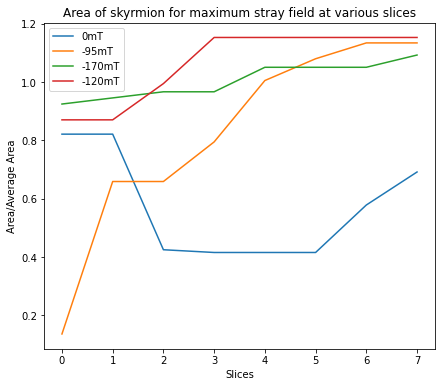 Area of skyrmion for maximum stray field at various slices
0mT
-95mT
-170mT
-120mT
Area/Average Area
1.2
1.0
0.8
0.6
0.4
0.2
0 1 2 3 4 5 6 7
Slices